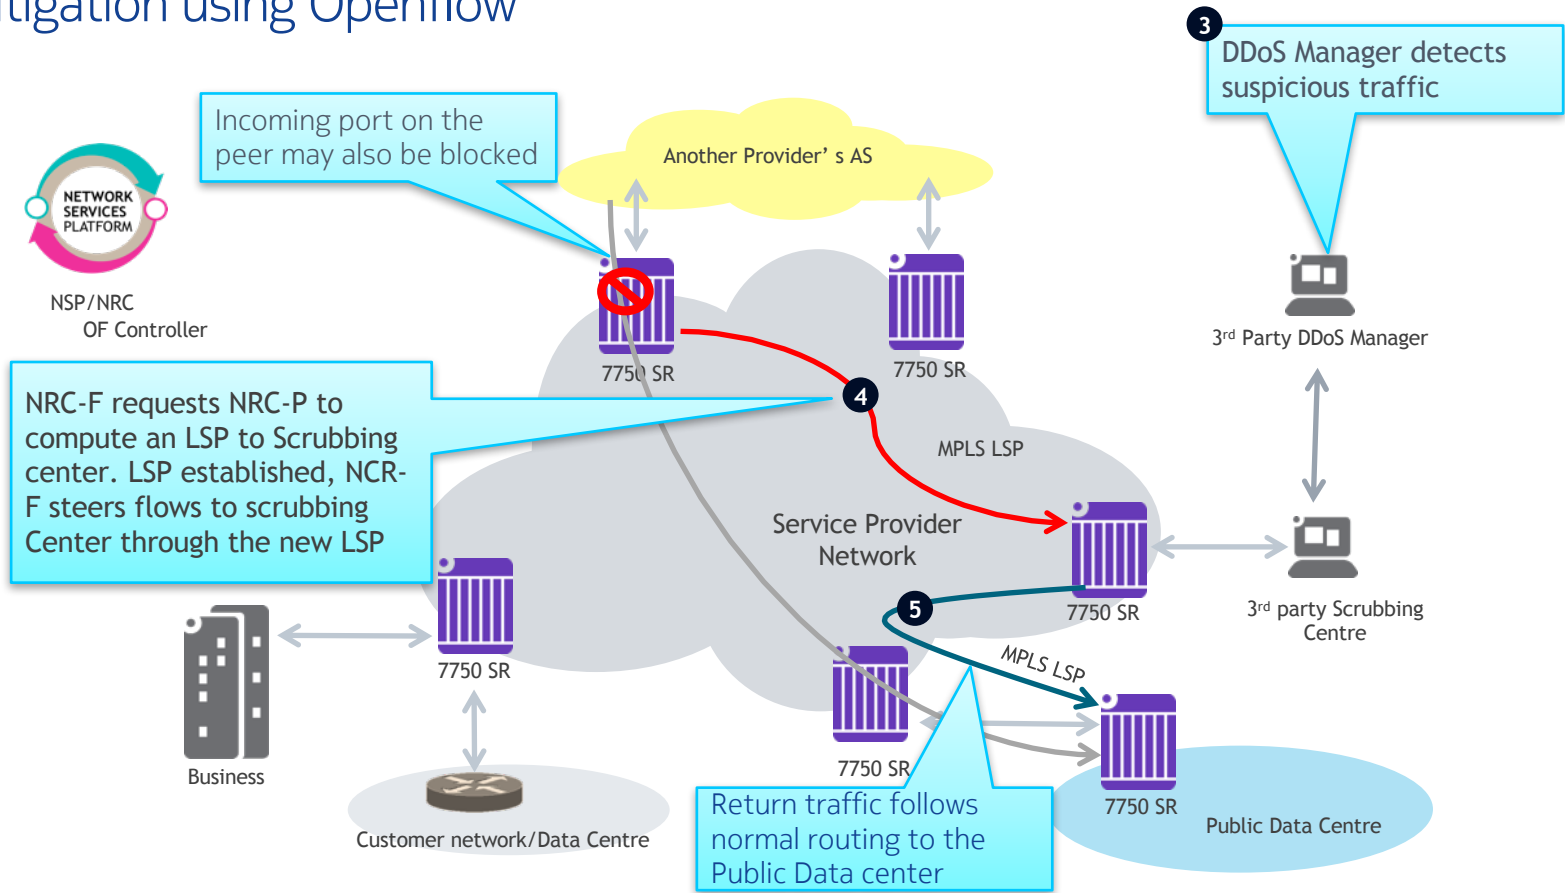 tigation using Openflow
3
DDoS Manager detects
suspicious traffic
Incoming port on the
peer may also be blocked
Another Provider' s AS
NETWORK
SERVICES
PLATFORM
NSP/NRC
OF Controller
7750 SR
7750 SR
3rd Party DDoS Manager
NRC-F requests NRC-P to
compute an LSP to Scrubbing
center. LSP established, NCR-
F steers flows to scrubbing
Center through the new LSP
4
MPLS LSP
Service Provider
Network
7750 SR
3rd party Scrubbing
Centre
5
MPLS LSP
7750 SR
7750 SR
Business
Customer network/Data Centre
Return traffic follows
normal routing to the
Public Data center
7750 SR
Public Data Centre